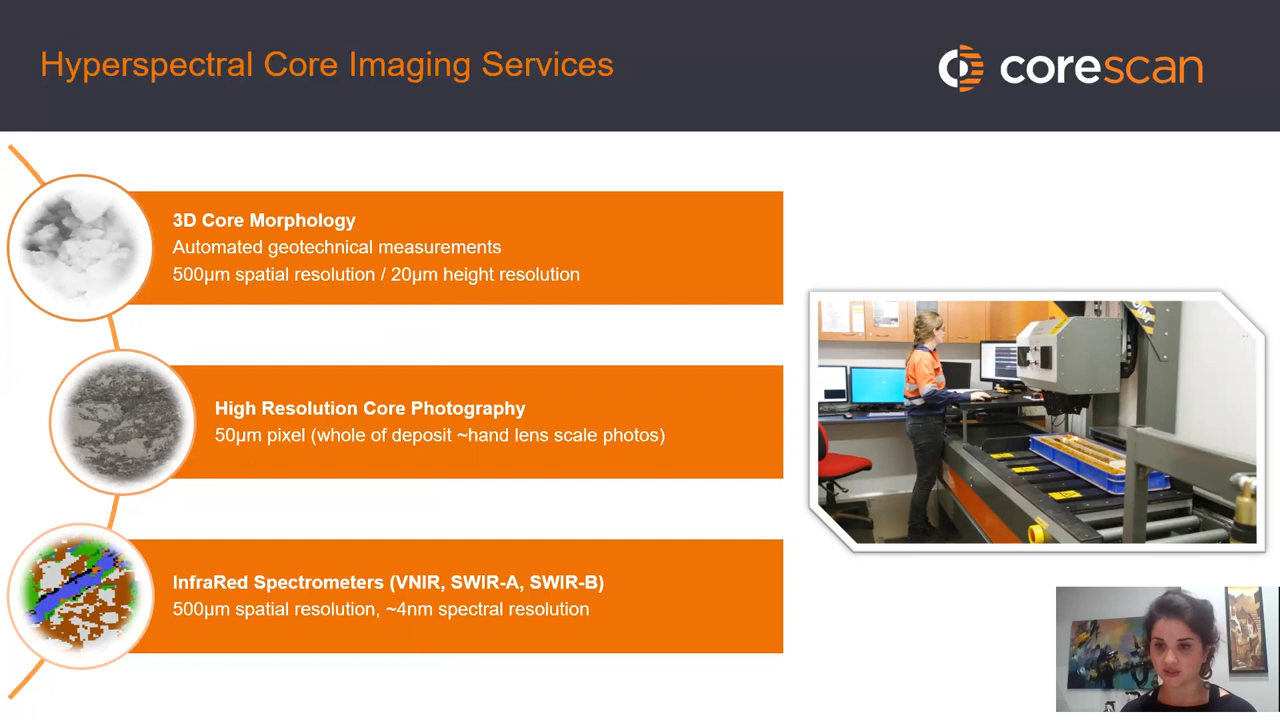 Hyperspectral Core Imaging Services
corescan
3D Core Morphology
Automated geotechnical measurements
500µm spatial resolution / 20µm height resolution
High Resolution Core Photography
50µm pixel (whole of deposit ~hand lens scale photos)
InfraRed Spectrometers (VNIR, SWIR-A, SWIR-B)
500µm spatial resolution, ~4nm spectral resolution